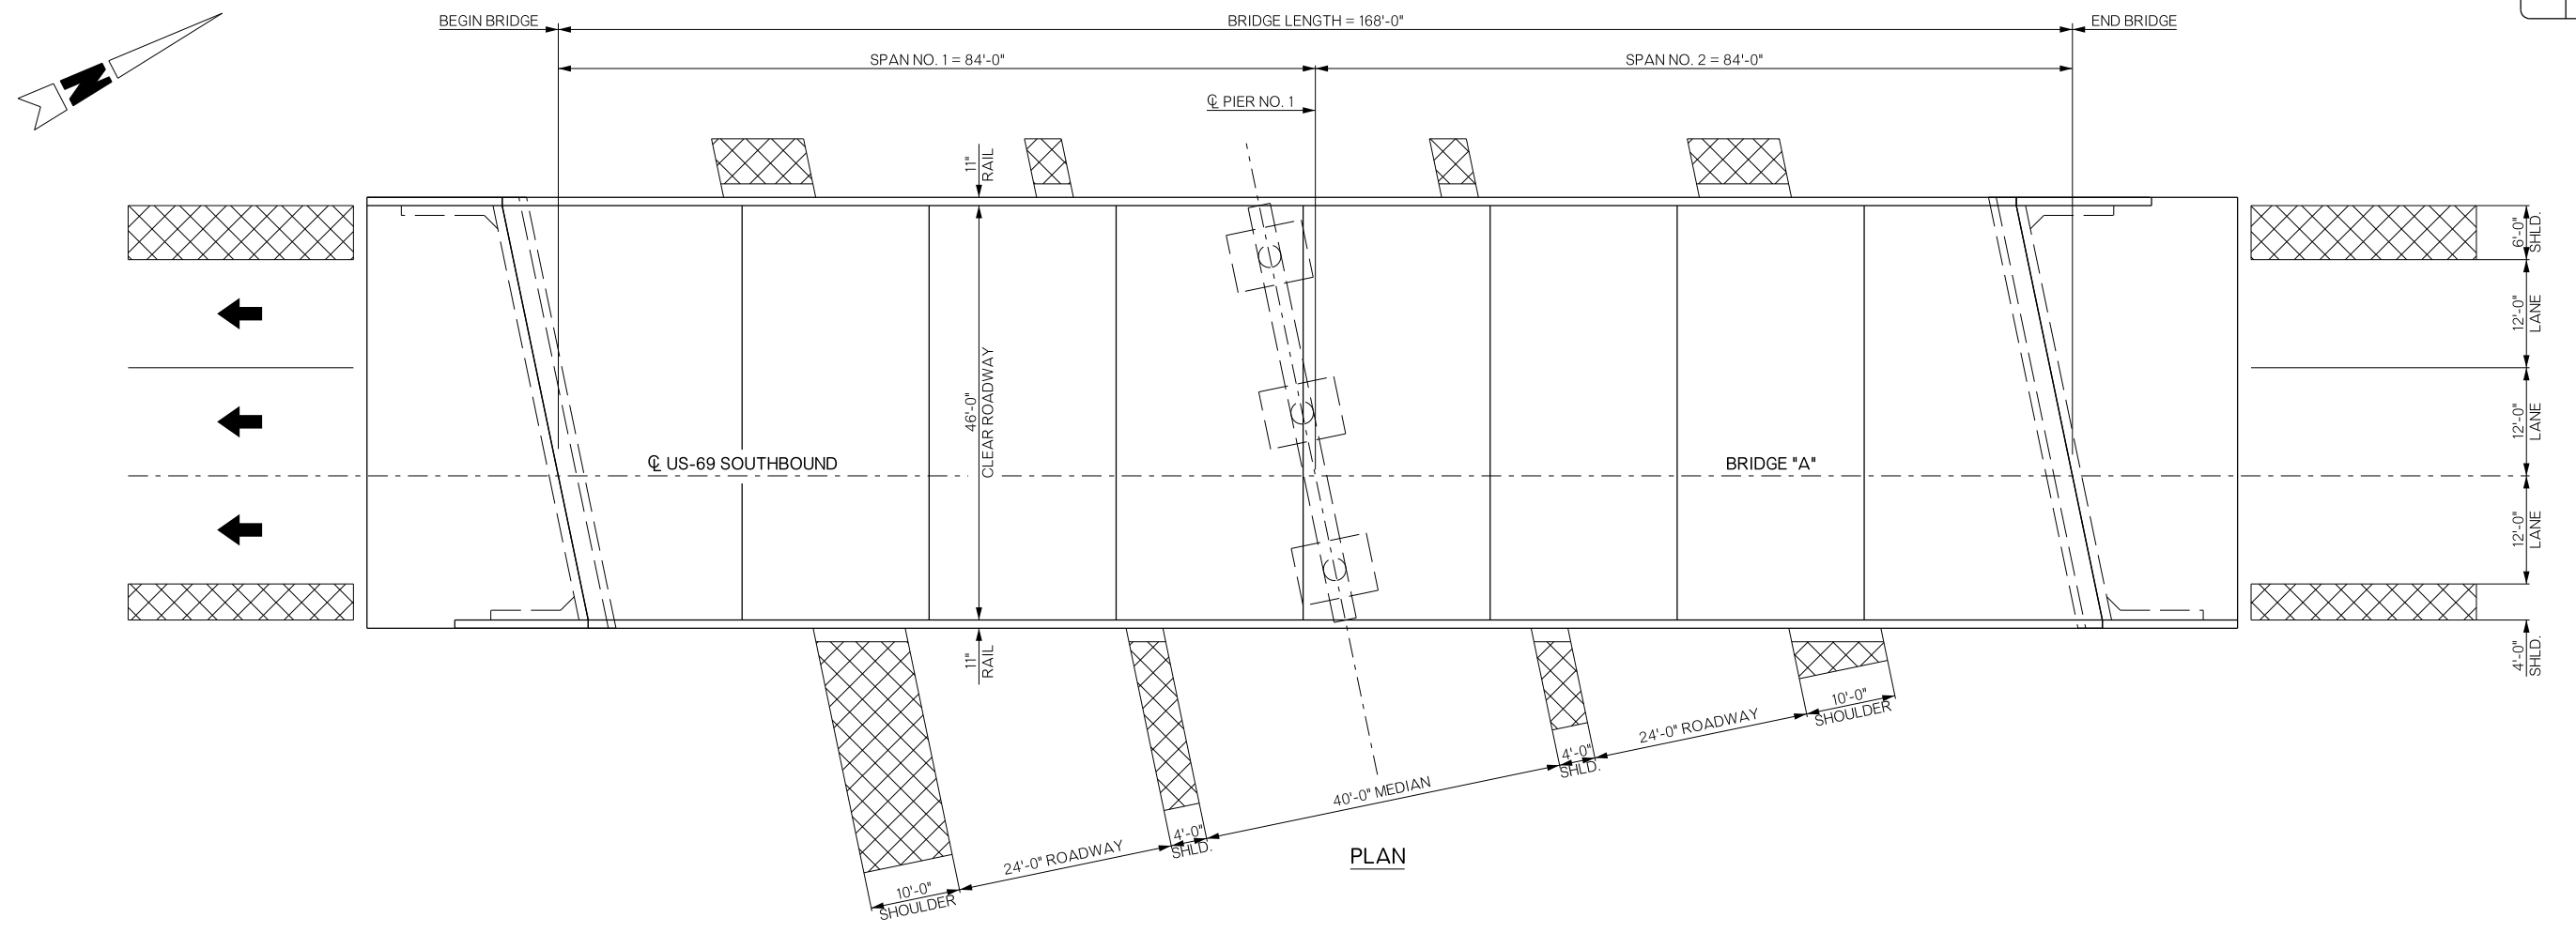 BEGIN BRIDGE
BRIDGE LENGTH = 168'-0"
END BRIDGE
SPAN NO. 1 = 84'-0"
SPAN NO. 2 = 84'-0"
℄ PIER NO. 1
N
11"
RAIL
6'-0"
SHLD.
12'-0"
LANE
12'-0"
LANE
12'-0"
LANE
4'-0"
SHLD.
46'-0"
CLEAR ROADWAY
℄ US-69 SOUTHBOUND
BRIDGE "A"
11"
RAIL
10'-0"
SHOULDER
24'-0" ROADWAY
4'-0"
SHLD.
40'-0" MEDIAN
4'-0"
SHLD.
24'-0" ROADWAY
10'-0"
SHOULDER
PLAN